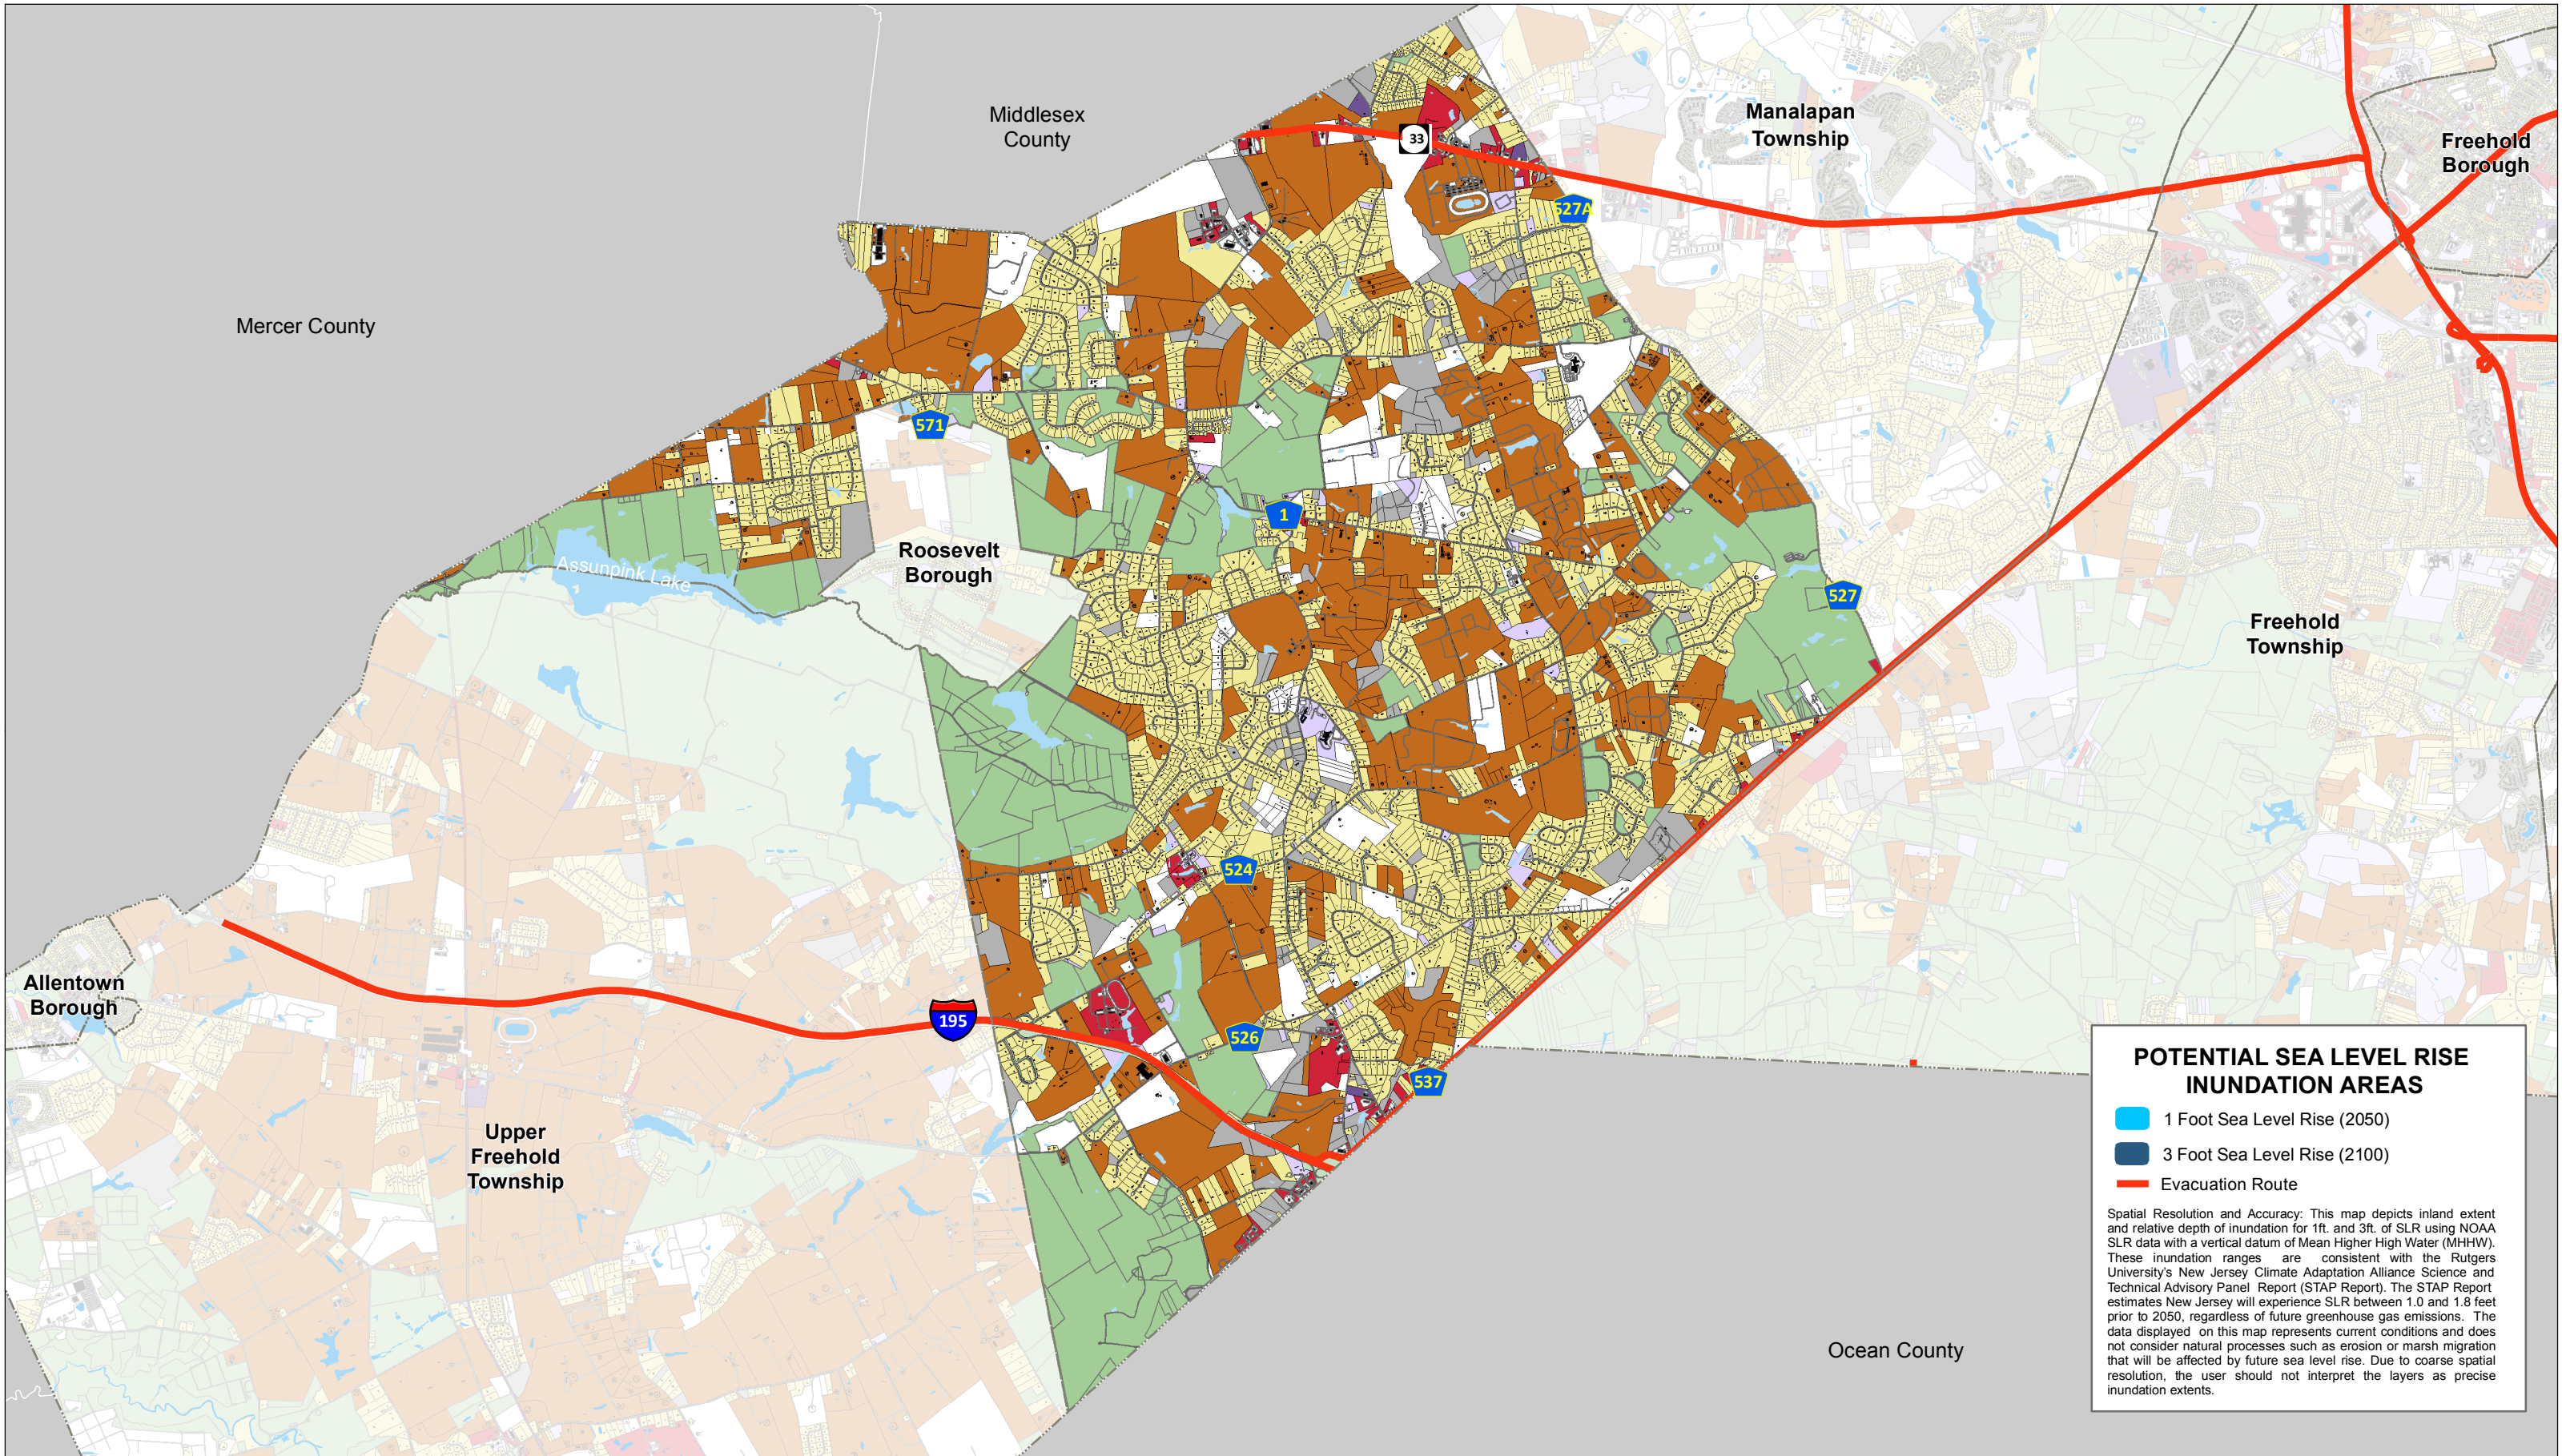 Middlesex
County
Manalapan
Township
Freehold
Borough
33
527A
Mercer County
571
1
Roosevelt
Borough
Assunpink Lake
527
Freehold
Township
524
Allentown
Borough
195
526
537
Upper
Freehold
Township
Ocean County
POTENTIAL SEA LEVEL RISE
INUNDATION AREAS
1 Foot Sea Level Rise (2050)
3 Foot Sea Level Rise (2100)
Evacuation Route
Spatial Resolution and Accuracy: This map depicts inland extent
and relative depth of inundation for 1ft. and 3ft. of SLR using NOAA
SLR data with a vertical datum of Mean Higher High Water (MHHW).
These inundation ranges are consistent with the Rutgers
University's New Jersey Climate Adaptation Alliance Science and
Technical Advisory Panel Report (STAP Report). The STAP Report
estimates New Jersey will experience SLR between 1.0 and 1.8 feet
prior to 2050, regardless of future greenhouse gas emissions. The
data displayed on this map represents current conditions and does
not consider natural processes such as erosion or marsh migration
that will be affected by future sea level rise. Due to coarse spatial
resolution, the user should not interpret the layers as precise
inundation extents.